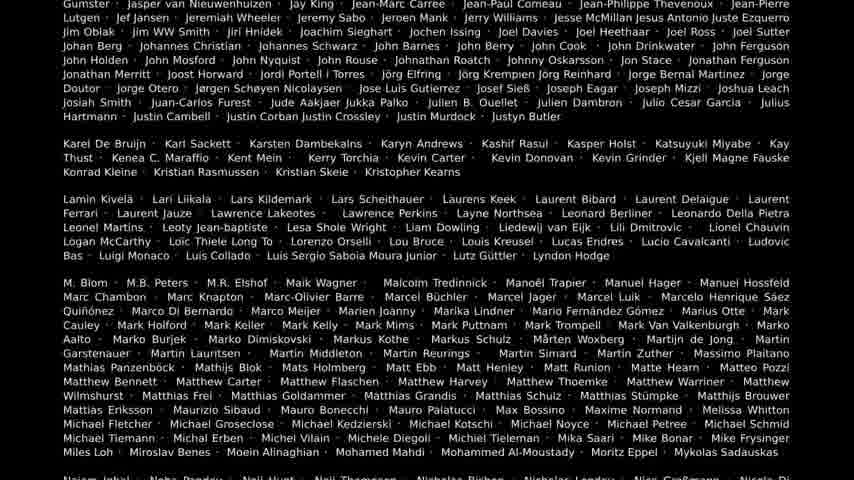 Gumster · Jasper van Nieuwenhuizen · Jay King · Jean-Marc Carree · Jean-Paul Comeau · Jean-Philippe Thevenoux · Jean-Pierre
Lutgen · Jef Jansen · Jeremiah Wheeler · Jeremy Sabo · Jeroen Mank · Jerry Williams · Jesse McMillan Jesus Antonio Juste Ezquerro
Jim Oblak · Jim WW Smith · Jiri Hnídek · Joachim Sieghart · Jochen Issing · Joel Davies · Joel Heethaar · Joel Ross · Joel Sutter
Johan Berg · Johannes Christian · Johannes Schwarz · John Barnes · John Berry · John Cook · John Drinkwater · John Ferguson
John Holden · John Mosford · John Nyquist · John Rouse · Johnathan Roatch · Johnny Oskarsson · Jon Stace · Jonathan Ferguson
Jonathan Merritt · Joost Horward · Jordi Portell i Torres · Jörg Elfring · Jörg Krempien Jörg Reinhard · Jorge Bernal Martinez · Jorge
Doutor · Jorge Otero · Jørgen Schøyen Nicolaysen · Jose Luis Gutierrez · Josef Sieß · Joseph Eagar · Joseph Mizzi · Joshua Leach
Josiah Smith · Juan-Carlos Furest · Jude Aakjaer Jukka Palko · Julien B. Ouellet · Julien Dambron · Julio Cesar Garcia · Julius
Hartmann · Justin Cambell · Justin Corban Justin Crossley · Justin Murdock · Justyn Butler
Karel De Bruijn · Karl Sackett · Karsten Dambekalns · Karyn Andrews · Kashif Rasul · Kasper Holst · Katsuyuki Miyabe · Kay
Thust · Kenea C. Maraffio · Kent Mein · Kerry Torchia · Kevin Carter · Kevin Donovan · Kevin Grinder · Kjell Magne Fauske
Konrad Kleine · Kristian Rasmussen · Kristian Skeie · Kristopher Kearns
Lamin Kivelä · Lari Liikala · Lars Kildemark · Lars Scheithauer · Laurens Keek · Laurent Bibard · Laurent Delaigue · Laurent
Ferrari · Laurent Jauze · Lawrence Lakeotes · Lawrence Perkins · Layne Northsea · Leonard Berliner · Leonardo Della Pietra
Leonel Martins · Leoty Jean-baptiste · Lesa Shole Wright · Liam Dowling · Liedewij van Eijk · Lili Dmitrovic · Lionel Chauvin
Logan McCarthy · Loïc Thiele Long To · Lorenzo Orselli · Lou Bruce · Louis Kreusel · Lucas Endres · Lucio Cavalcanti · Ludovic
Bas · Luigi Monaco · Luis Collado · Luis Sergio Saboia Moura Junior · Lutz Güttler · Lyndon Hodge
M. Blom · M.B. Peters · M.R. Elshof · Maik Wagner · Malcolm Tredinnick · Manoël Trapier · Manuel Hager · Manuel Hossfeld
Marc Chambon · Marc Knapton · Marc-Olivier Barre · Marcel Büchler · Marcel Jager · Marcel Luik · Marcelo Henrique Sáez
Quiñónez · Marco Di Bernardo · Marco Meijer · Marien Joanny · Marika Lindner · Mario Fernández Gómez · Marius Otte · Mark
Cauley · Mark Holford · Mark Keller · Mark Kelly · Mark Mims · Mark Puttnam · Mark Trompell · Mark Van Valkenburgh · Marko
Aalto · Marko Burjek · Marko Dimiskovski · Markus Kothe · Markus Schulz · Mårten Woxberg · Martijn de Jong · Martin
Garstenauer · Martin Lauritsen · Martin Middleton · Martin Reurings · Martin Simard · Martin Zuther · Massimo Plaitano
Mathias Panzenböck · Mathijs Blok · Mats Holmberg · Matt Ebb · Matt Henley · Matt Runion · Matte Hearn · Matteo Pozzi
Matthew Bennett · Matthew Carter · Matthew Flaschen · Matthew Harvey · Matthew Thoemke · Matthew Warriner · Matthew
Wilmshurst · Matthias Frei · Matthias Goldammer · Matthias Grandis · Matthias Schulz · Matthias Stümpke · Matthijs Brouwer
Mattias Eriksson · Maurizio Sibaud · Mauro Bonecchi · Mauro Palatucci · Max Bossino · Maxime Normand · Melissa Whitton
Michael Fletcher · Michael Groseclose · Michael Kedzierski · Michael Kotschi · Michael Noyce · Michael Petree · Michael Schmid
Michael Tiemann · Michal Erben · Michel Vilain · Michele Diegoli · Michiel Tieleman · Mika Saari · Mike Bonar · Mike Frysinger
Miles Loh · Miroslav Benes · Moein Alinaghian · Mohamed Mahdi · Mohammed Al-Moustady · Moritz Eppel · Mykolas Sadauskas ·